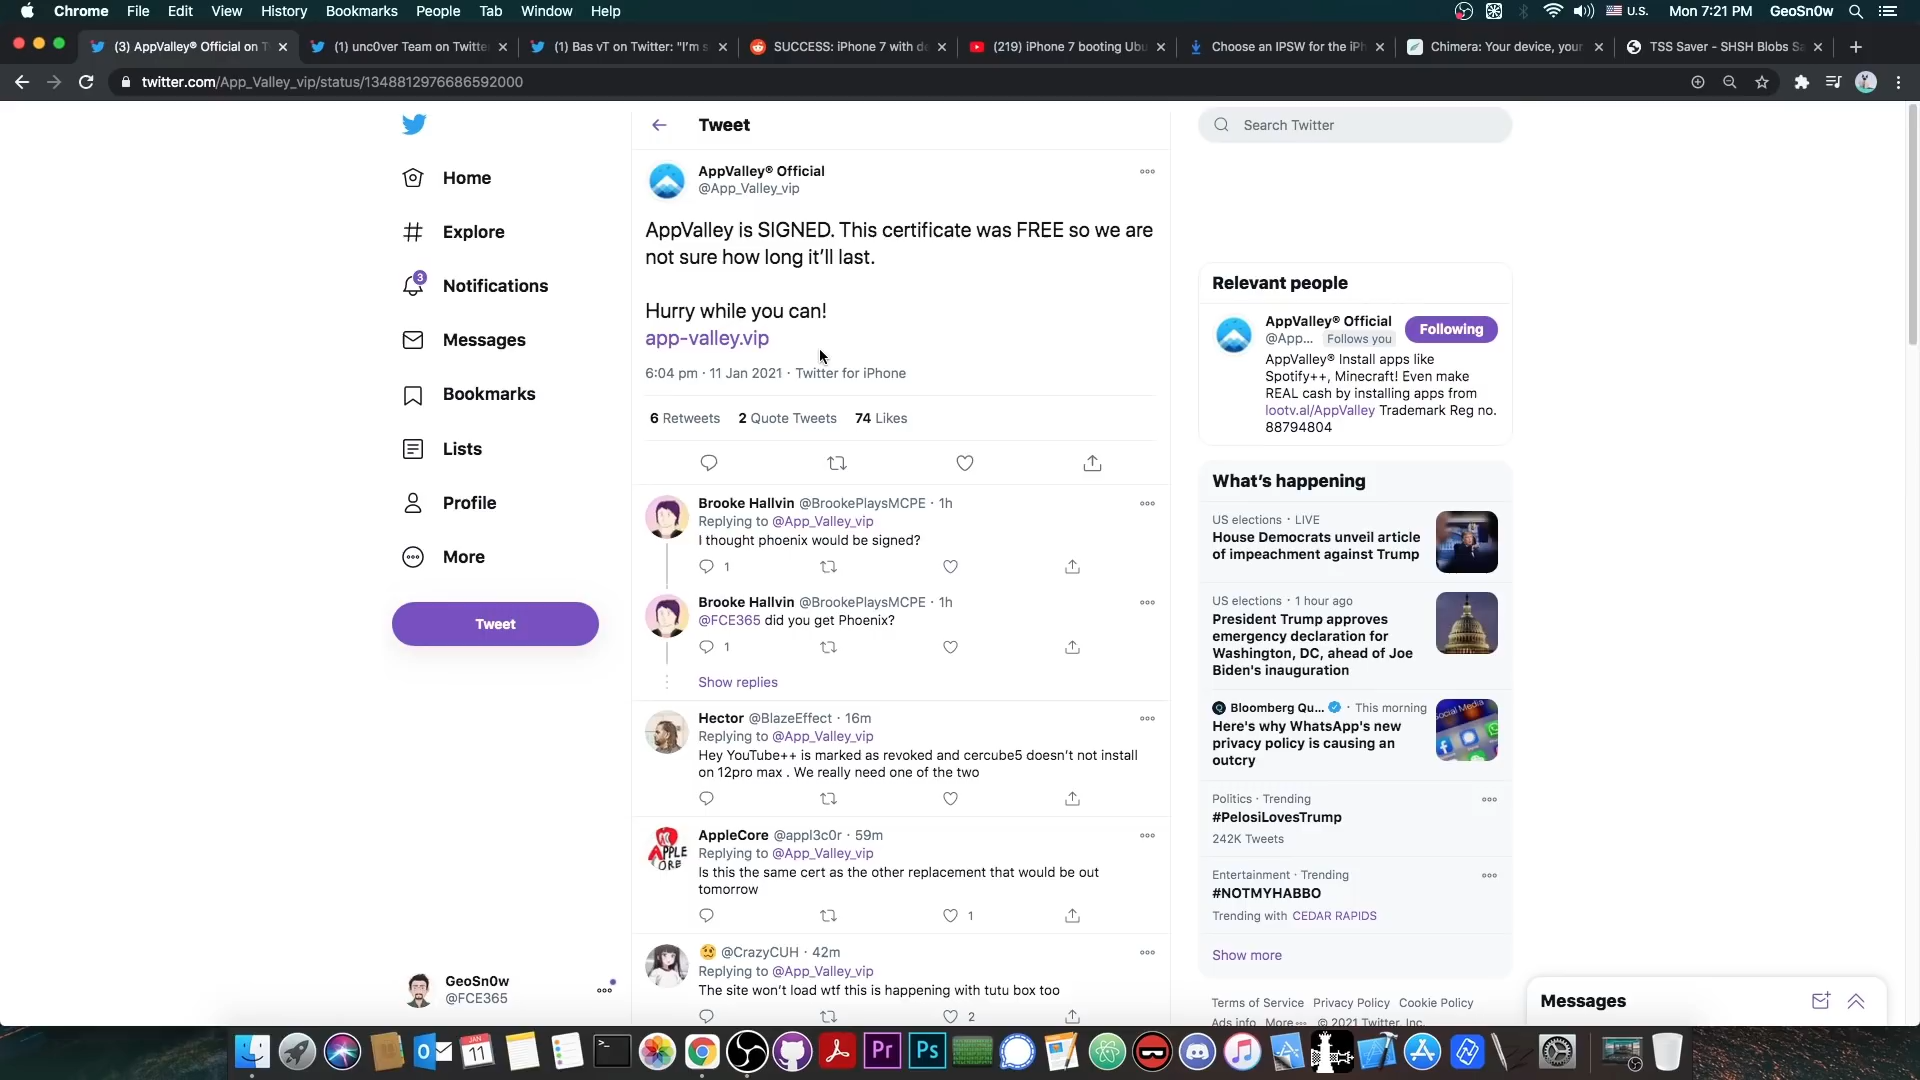 Chrome File Edit View History Bookmarks People Tab Window Help
U.S. Mon 7:21 PM GeoSn0w
(3) AppValley® Official on T
(1) unc0ver Team on Twitte
(1) Bas vT on Twitter: "I'm s
SUCCESS: iPhone 7 with de
(219) iPhone 7 booting Ubu
Choose an IPSW for the iPh
Chimera: Your device, your
TSS Saver - SHSH Blobs Sa
twitter.com/App_Valley_vip/status/1348812976686592000
Home
Explore
3
Notifications
Messages
Bookmarks
Lists
Profile
More
Tweet
GeoSn0w
@FCE365
Tweet
AppValley® Official
@App_Valley_vip
AppValley is SIGNED. This certificate was FREE so we are
not sure how long it'll last.
Hurry while you can!
app-valley.vip
6:04 pm · 11 Jan 2021 · Twitter for iPhone
6 Retweets 2 Quote Tweets 74 Likes
Brooke Hallvin @BrookePlaysMCPE · 1h
Replying to @App_Valley_vip
I thought phoenix would be signed?
1
Brooke Hallvin @BrookePlaysMCPE · 1h
@FCE365 did you get Phoenix?
1
Show replies
Hector @BlazeEffect · 16m
Replying to @App_Valley_vip
Hey YouTube++ is marked as revoked and cercube5 doesn't not install
on 12pro max . We really need one of the two
AppleCore @appl3c0r · 59m
Replying to @App_Valley_vip
Is this the same cert as the other replacement that would be out
tomorrow
1
@CrazyCUH · 42m
Replying to @App_Valley_vip
The site won't load wtf this is happening with tutu box too
2
Search Twitter
Relevant people
AppValley® Official
@App... Follows you
Following
AppValley® Install apps like
Spotify++, Minecraft! Even make
REAL cash by installing apps from
lootv.al/AppValley Trademark Reg no.
88794804
What's happening
US elections · LIVE
House Democrats unveil article
of impeachment against Trump
US elections · 1 hour ago
President Trump approves
emergency declaration for
Washington, DC, ahead of Joe
Biden's inauguration
Bloomberg Qu... · This morning
Here's why WhatsApp's new
privacy policy is causing an
outcry
Politics · Trending
#PelosiLovesTrump
242K Tweets
Entertainment · Trending
#NOTMYHABBO
Trending with CEDAR RAPIDS
Show more
Terms of Service Privacy Policy Cookie Policy
Ads info More © 2021 Twitter, Inc.
Messages
JAN
11
Pr
Ps